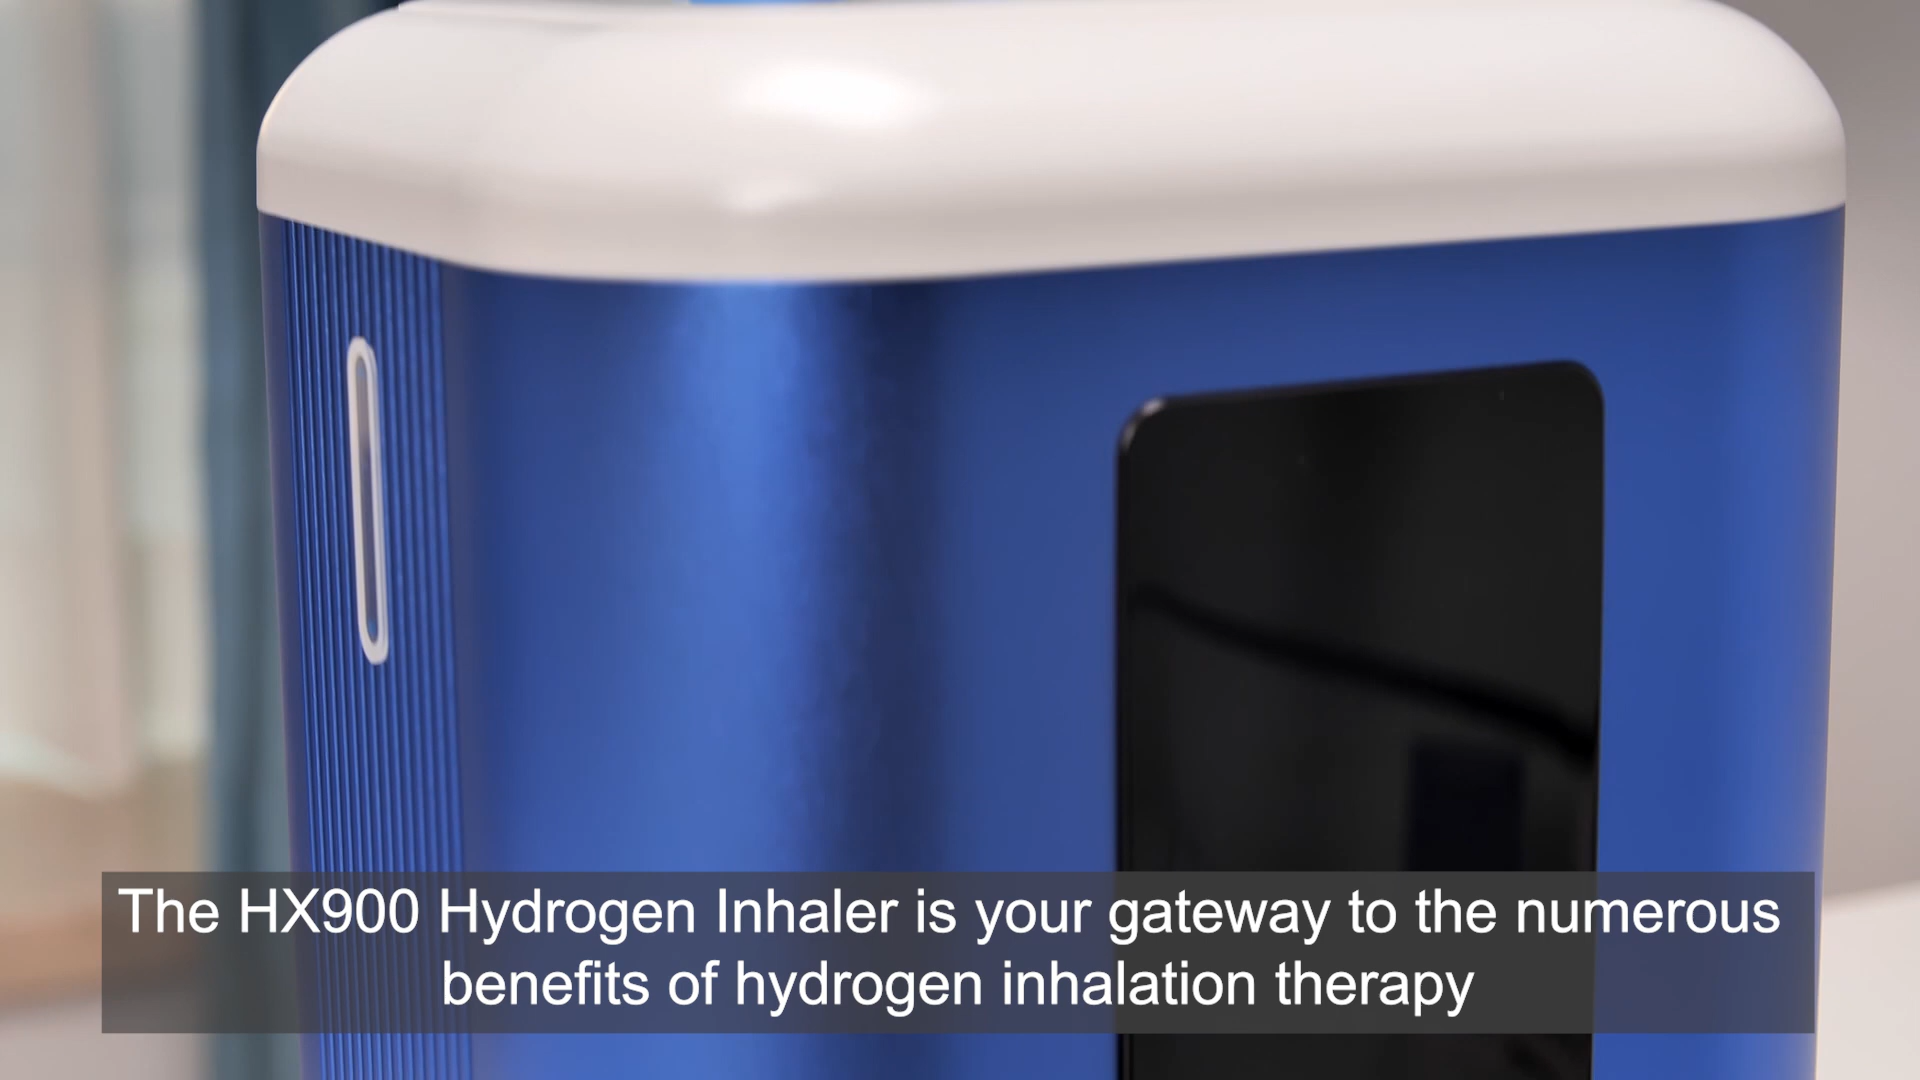 The HX900 Hydrogen Inhaler is your gateway to the numerous
benefits of hydrogen inhalation therapy